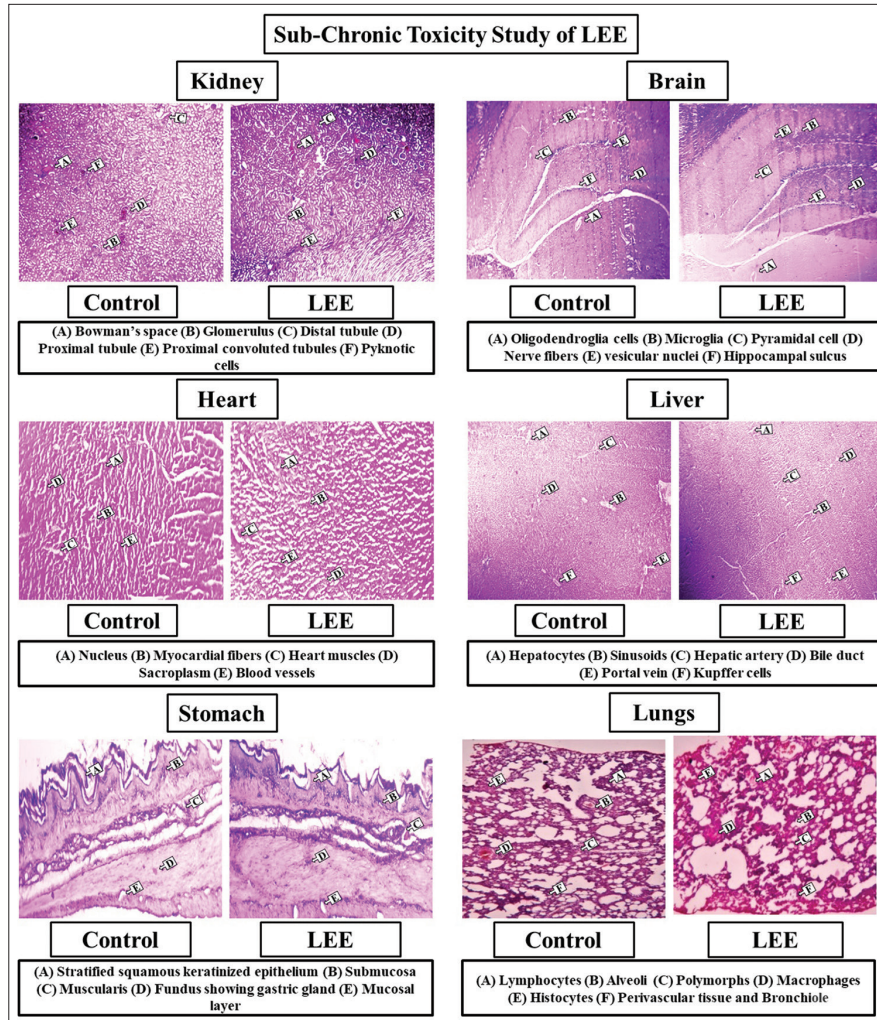 Sub-Chronic Toxicity Study of LEE
Kidney
C
A
F
D
E
B
Control
C
A
D
B
F
E
LEE
(A) Bowman's space (B) Glomerulus (C) Distal tubule (D)
Proximal tubule (E) Proximal convoluted tubules (F) Pyknotic
cells
Brain
B
C
E
D
F
A
Control
E
B
C
D
F
A
LEE
(A) Oligodendroglia cells (B) Microglia (C) Pyramidal cell (D)
Nerve fibers (E) vesicular nuclei (F) Hippocampal sulcus
Heart
A
D
B
C
E
Control
A
B
C
E
D
LEE
(A) Nucleus (B) Myocardial fibers (C) Heart muscles (D)
Sacroplasm (E) Blood vessels
Liver
A
C
D
B
E
F
Control
A
D
C
B
F
E
LEE
(A) Hepatocytes (B) Sinusoids (C) Hepatic artery (D) Bile duct
(E) Portal vein (F) Kupffer cells
Stomach
A
B
C
D
E
Control
A
B
C
D
E
LEE
(A) Stratified squamous keratinized epithelium (B) Submucosa
(C) Muscularis (D) Fundus showing gastric gland (E) Mucosal
layer
Lungs
E
A
B
D
C
F
Control
E
A
B
D
C
F
LEE
(A) Lymphocytes (B) Alveoli (C) Polymorphs (D) Macrophages
(E) Histocytes (F) Perivascular tissue and Bronchiole